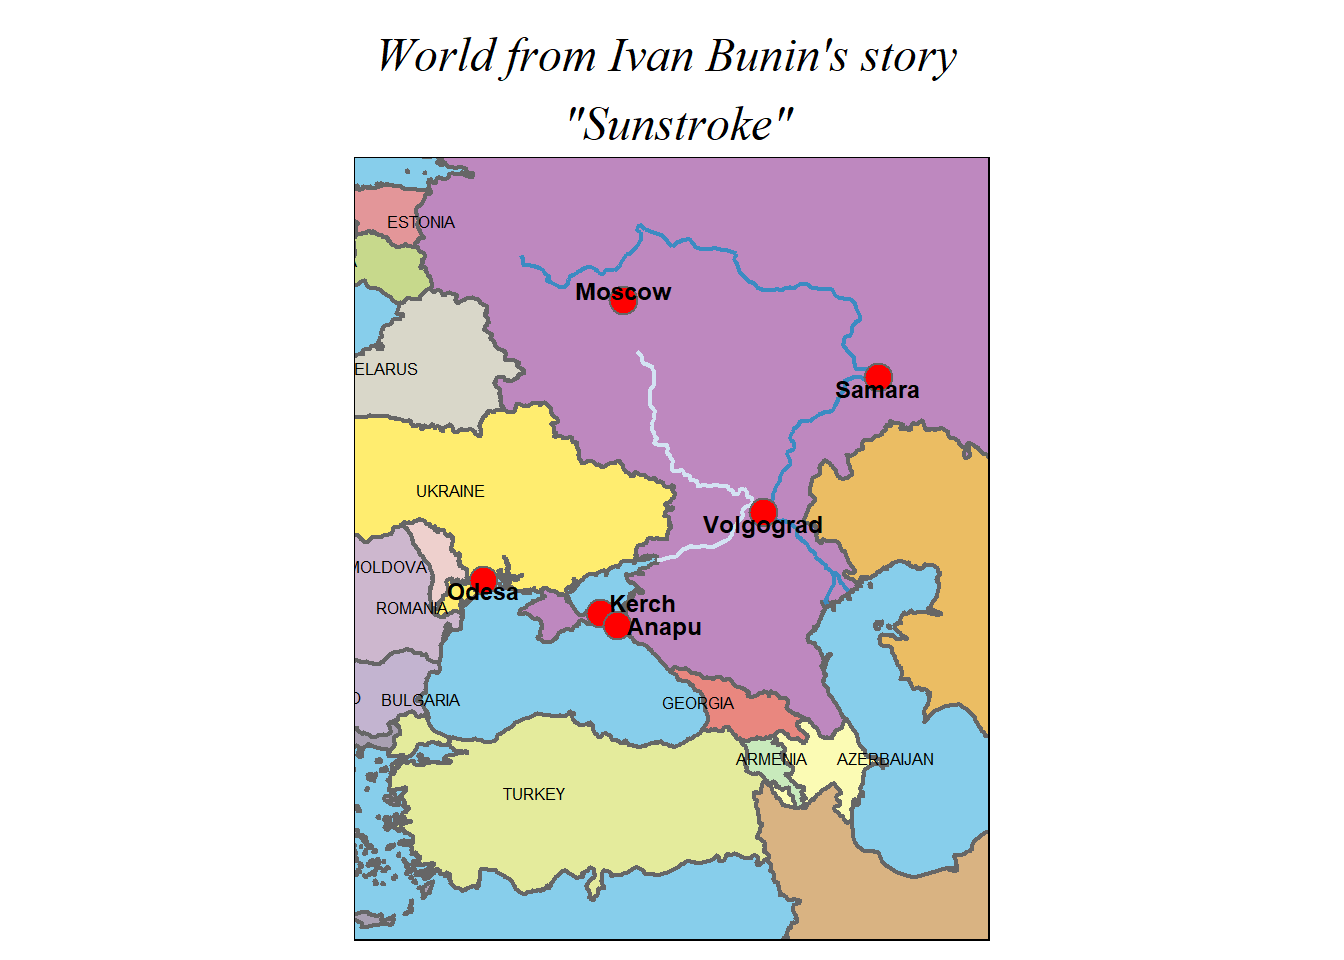 World from Ivan Bunin's story
"Sunstroke"
ESTONIA
Moscow
ELARUS
Samara
UKRAINE
Volgograd
MOLDOVA
Odesa
Kerch
ROMANIA
Anapu
O
BULGARIA
GEORGIA
ARMENIA
AZERBAIJAN
TURKEY